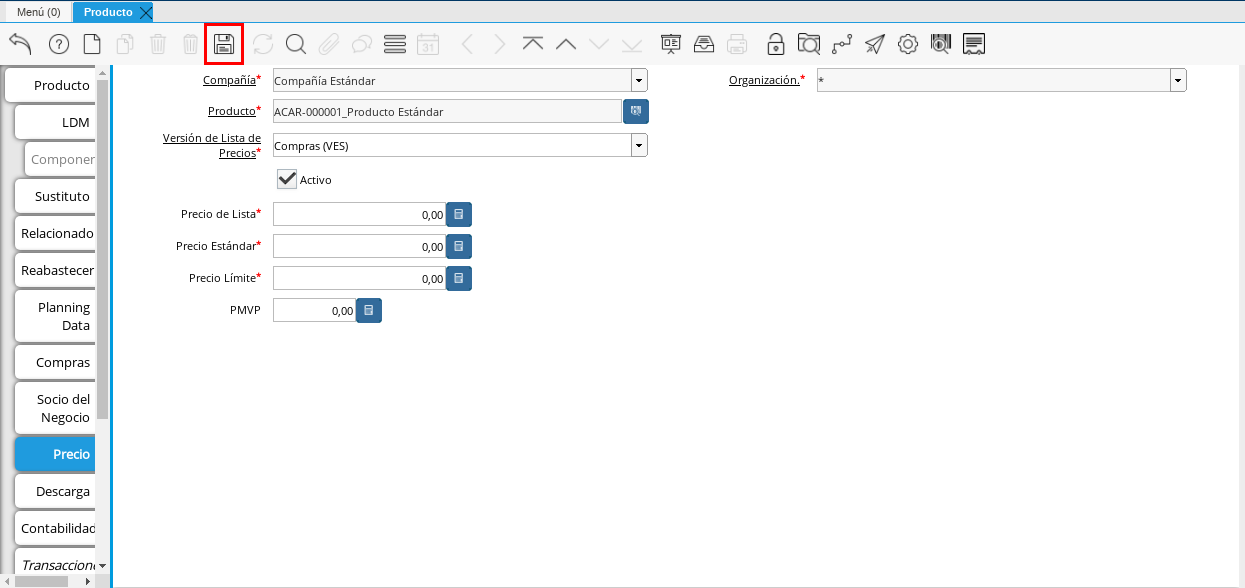 Menú (0)
Producto
31
Producto
LDM
Componen
Sustituto
Relacionado
Reabastecer
Planning
Data
Compras
Socio del
Negocio
Precio
Descarga
Contabilidad
Transaccione
Compañía*
Compañía Estándar
Organización.*
*
Producto*
ACAR-000001_Producto Estándar
Versión de Lista de
Precios*
Compras (VES)
Activo
Precio de Lista*
0,00
Precio Estándar*
0,00
Precio Límite*
0,00
PMVP
0,00